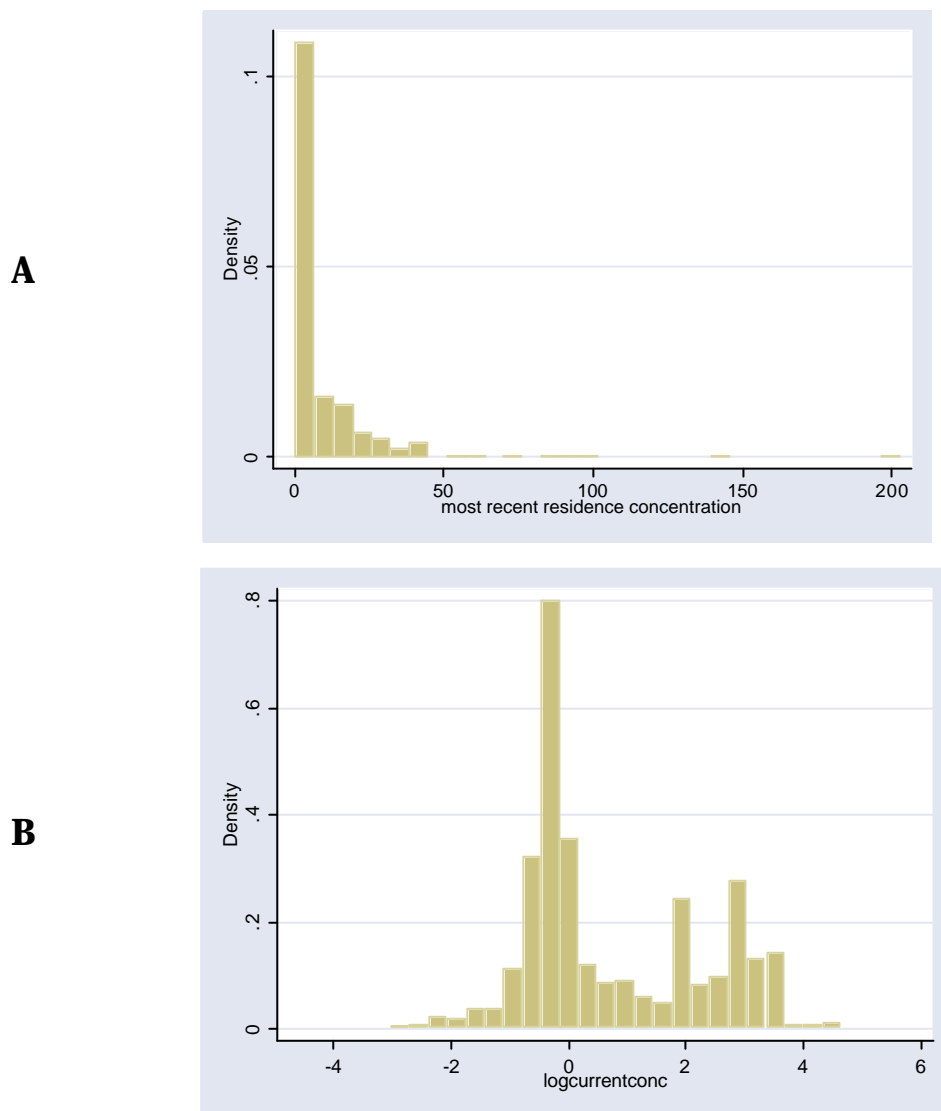 A
Density
.1
.05
0
0 50 100 150 200
most recent residence concentration
B
Density
.8
.6
.4
.2
0
-4 -2 0 2 4 6
logcurrentconc